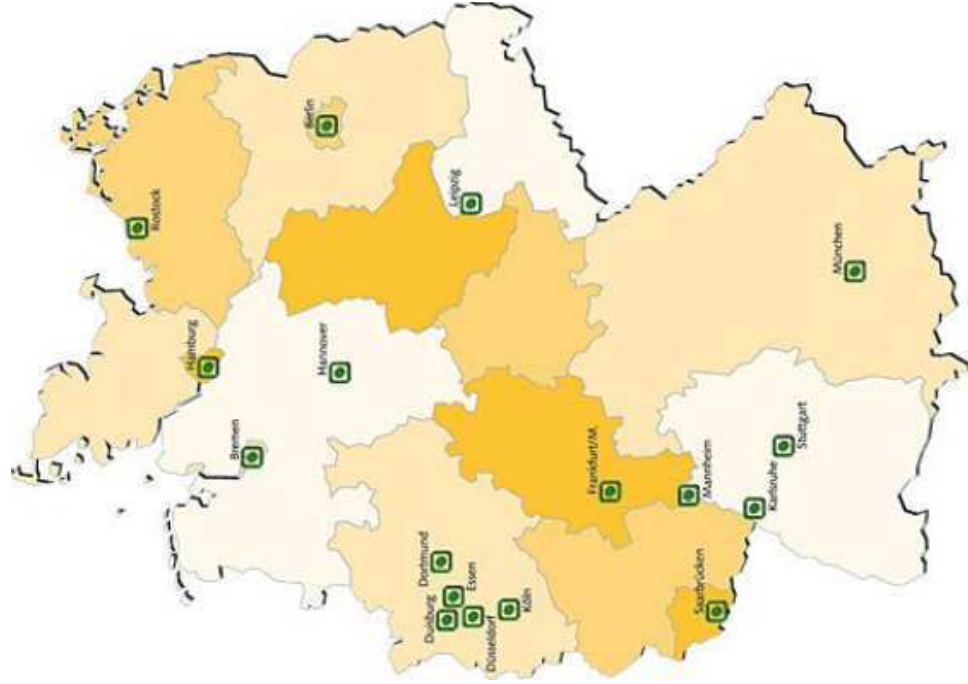 Rostock
Berlin
Hamburg
Leipzig
Hannover
Bremen
München
Frankfurt/M.
Dortmund
Essen
Duisburg
Düsseldorf
Köln
Mannheim
Stuttgart
Karlsruhe
Saarbrücken